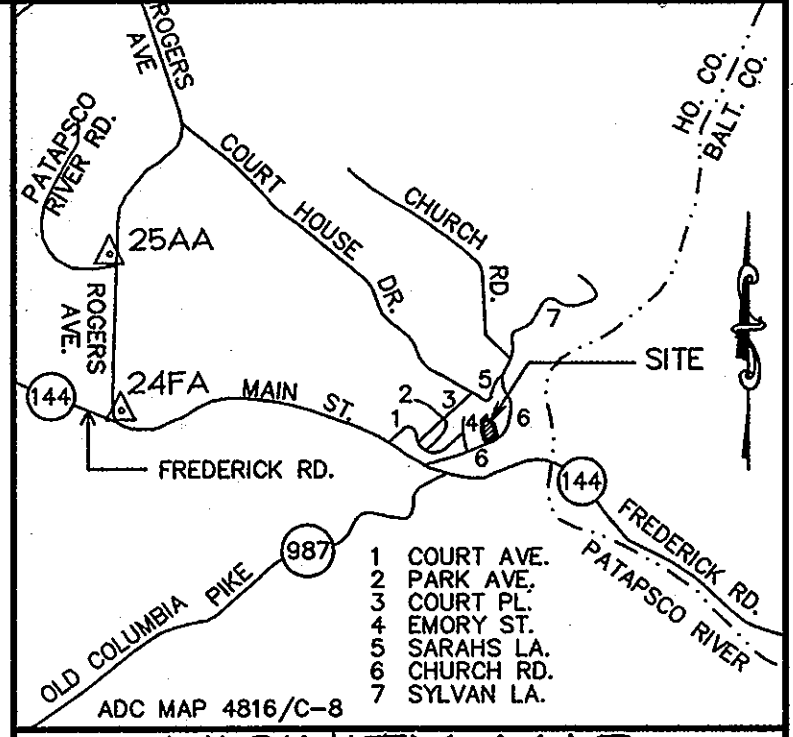 ROGERS
AVE
PATAPSCO
RIVER RD.
25AA
ROGERS
AVE.
COURT HOUSE DR.
CHURCH RD.
HO. CO.
BALT. CO.
7
SITE
5
2
3
1
4
6
6
24FA
144
MAIN ST.
FREDERICK RD.
144
FREDERICK RD.
PATAPSCO RIVER
987
OLD COLUMBIA PIKE
1 COURT AVE.
2 PARK AVE.
3 COURT PL.
4 EMORY ST.
5 SARAHS LA.
6 CHURCH RD.
7 SYLVAN LA.
ADC MAP 4816/C-8